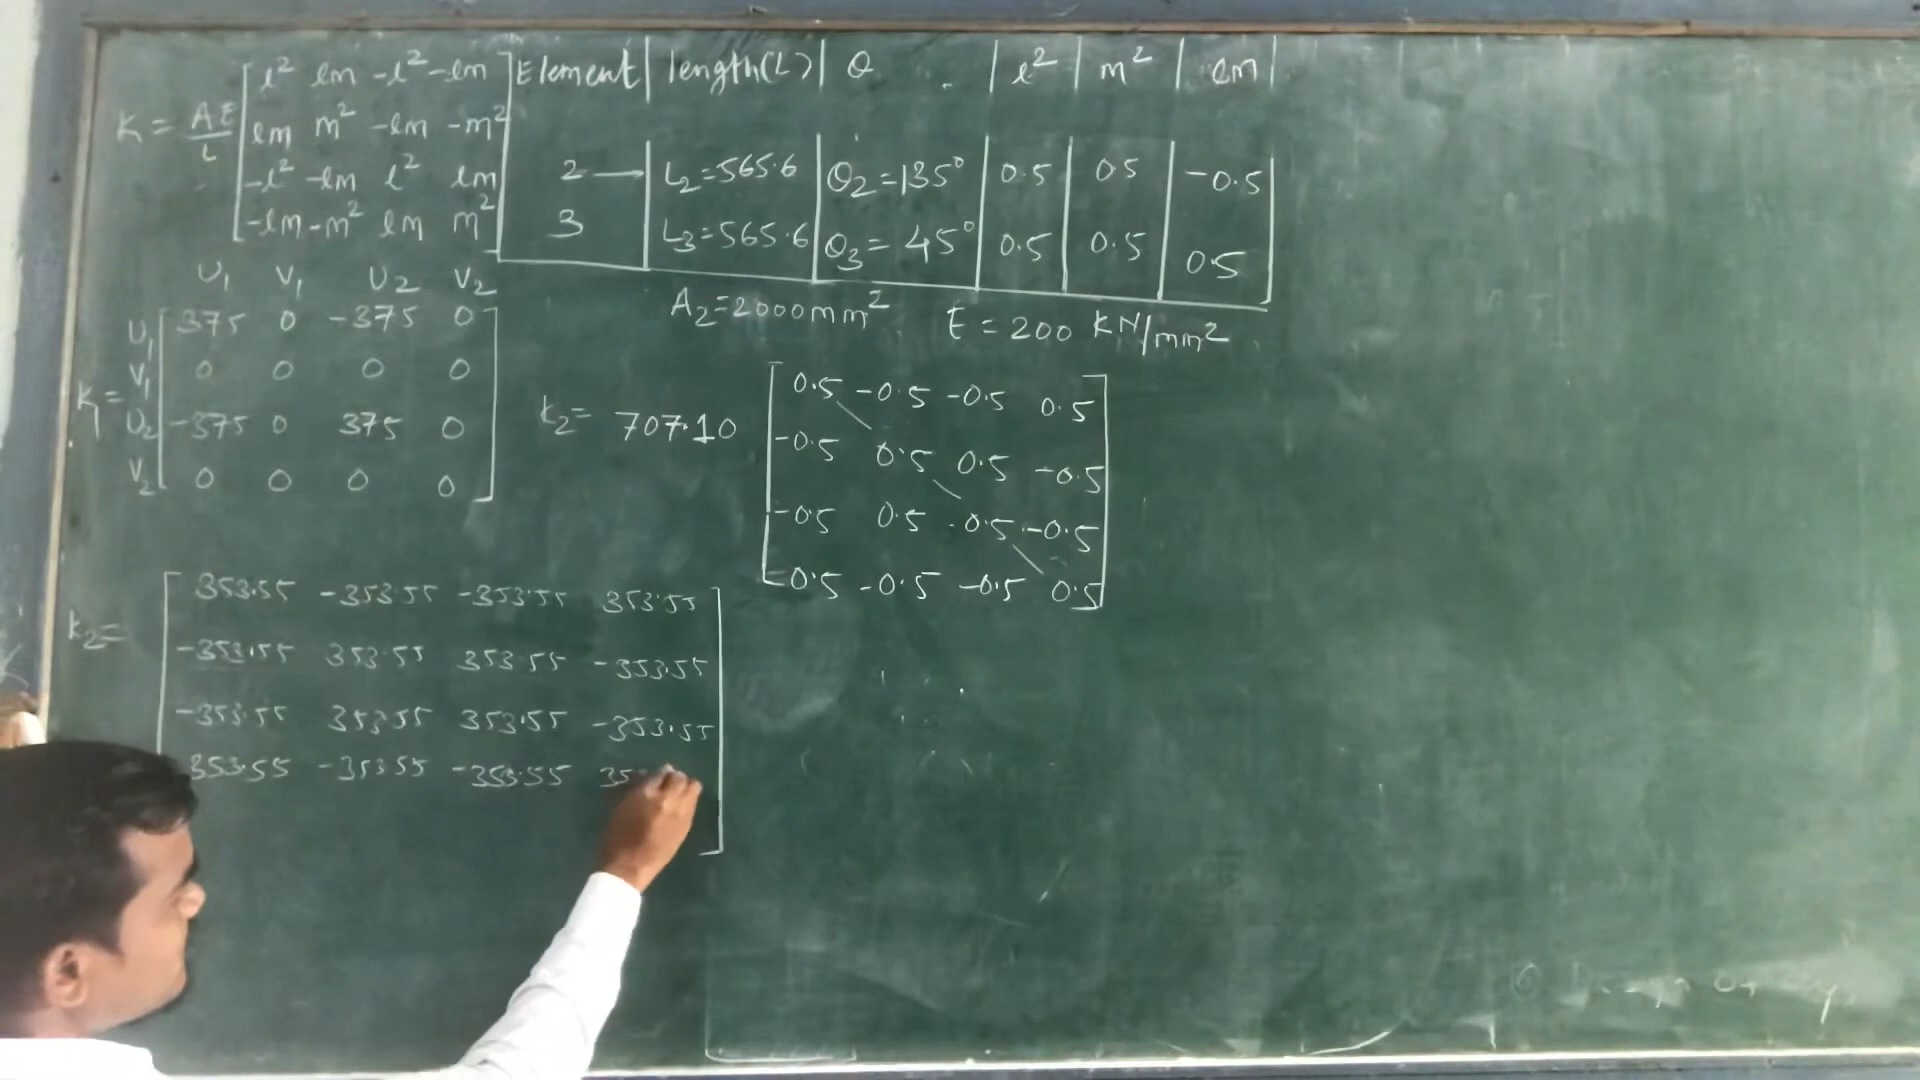 K = AE/L [ l² lm -l² -lm
lm m² -lm -m²
-l² -lm l² lm
-lm -m² lm m² ]
Element | length(L) | θ | l² | m² | lm |
2 → | L₂=565.6 | θ₂=135° | 0.5 | 0.5 | -0.5
3 | L₃=565.6 | θ₃= 45° | 0.5 | 0.5 | 0.5
A₂=2000mm² E = 200 KN/mm²
U₁ V₁ U₂ V₂
K₁= U₁ [ 375 0 -375 0
V₁ 0 0 0 0
U₂ -375 0 375 0
V₂ 0 0 0 0 ]
k₂= 707.10 [ 0.5 -0.5 -0.5 0.5
-0.5 0.5 0.5 -0.5
-0.5 0.5 0.5 -0.5
0.5 -0.5 -0.5 0.5 ]
k₂= [ 353.55 -353.55 -353.55 353.55
-353.55 353.55 353.55 -353.55
-353.55 353.55 353.55 -353.55
353.55 -353.55 -353.55 35 ]